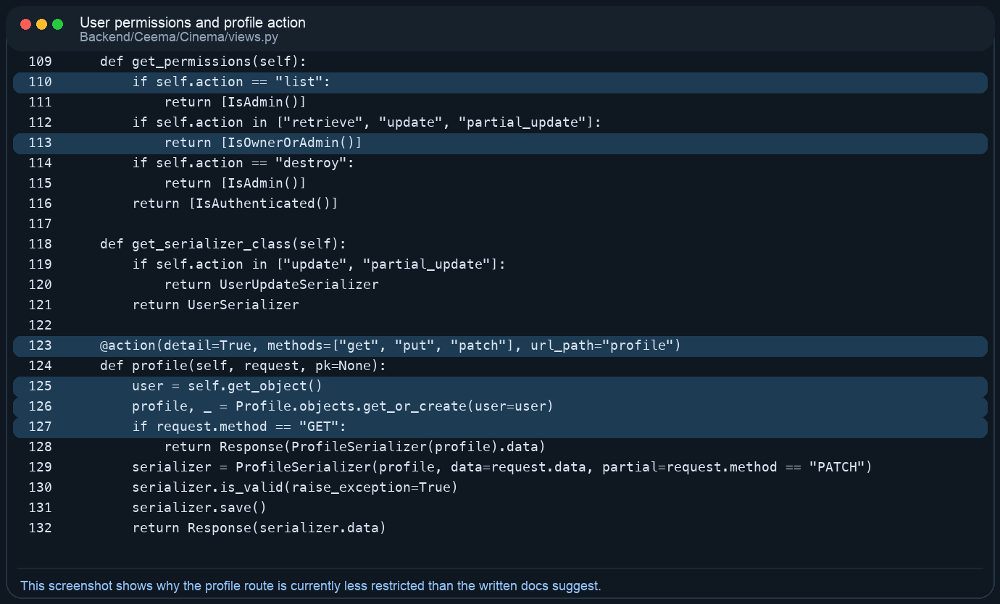 User permissions and profile action
Backend/Ceema/Cinema/views.py
109      def get_permissions(self):
110          if self.action == "list":
111              return [IsAdmin()]
112          if self.action in ["retrieve", "update", "partial_update"]:
113              return [IsOwnerOrAdmin()]
114          if self.action == "destroy":
115              return [IsAdmin()]
116          return [IsAuthenticated()]
117
118      def get_serializer_class(self):
119          if self.action in ["update", "partial_update"]:
120              return UserUpdateSerializer
121          return UserSerializer
122
123      @action(detail=True, methods=["get", "put", "patch"], url_path="profile")
124      def profile(self, request, pk=None):
125          user = self.get_object()
126          profile, _ = Profile.objects.get_or_create(user=user)
127          if request.method == "GET":
128              return Response(ProfileSerializer(profile).data)
129          serializer = ProfileSerializer(profile, data=request.data, partial=request.method == "PATCH")
130          serializer.is_valid(raise_exception=True)
131          serializer.save()
132          return Response(serializer.data)
This screenshot shows why the profile route is currently less restricted than the written docs suggest.